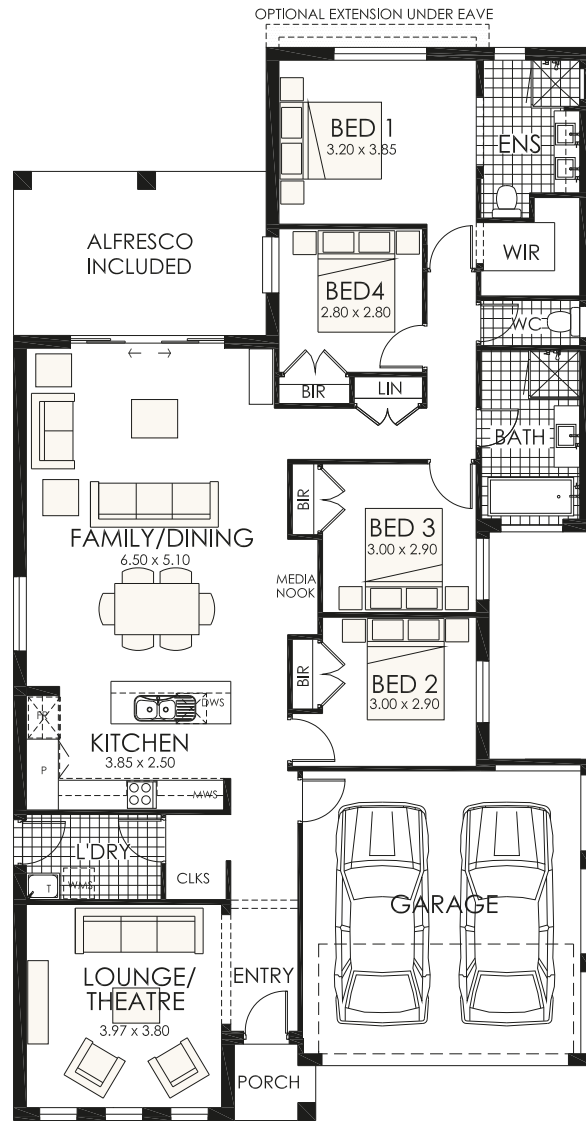 OPTIONAL EXTENSION UNDER EAVE
BED 1
3.20 x 3.85
ENS
ALFRESCO
INCLUDED
WIR
BED4
2.80 x 2.80
WC
BIR
LIN
BATH
BIR
BED 3
3.00 x 2.90
FAMILY/DINING
6.50 x 5.10
MEDIA
NOOK
BIR
BED 2
3.00 x 2.90
DWS
KITCHEN
3.85 x 2.50
P
MWS
L'DRY
T
WMS
CLKS
GARAGE
LOUNGE/
THEATRE
3.97 x 3.80
ENTRY
PORCH